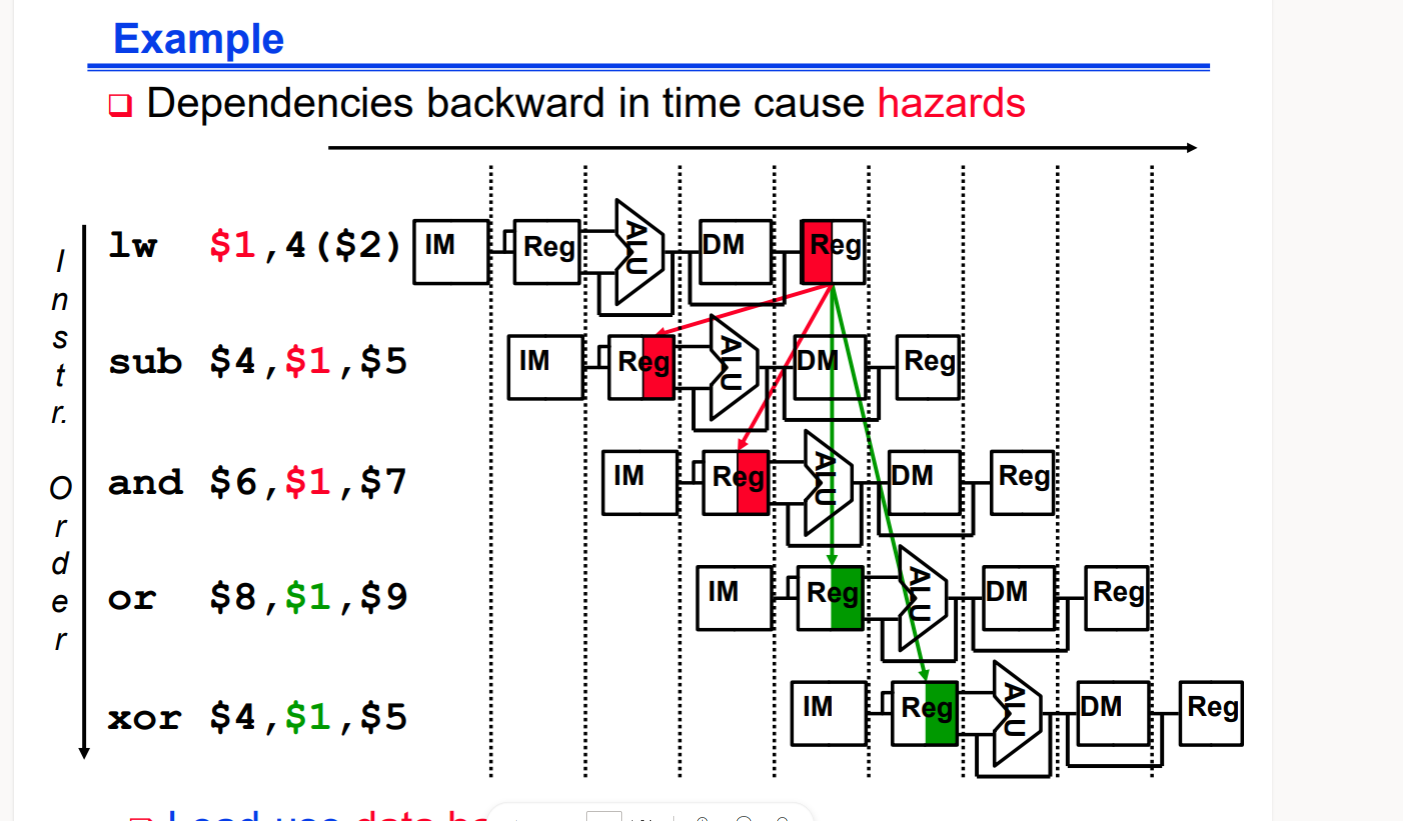 Example
Dependencies backward in time cause hazards
Instr. Order
lw $1,4($2) IM Reg ALU DM Reg
sub $4,$1,$5 IM Reg ALU DM Reg
and $6,$1,$7 IM Reg ALU DM Reg
or $8,$1,$9 IM Reg ALU DM Reg
xor $4,$1,$5 IM Reg ALU DM Reg
Load-use data